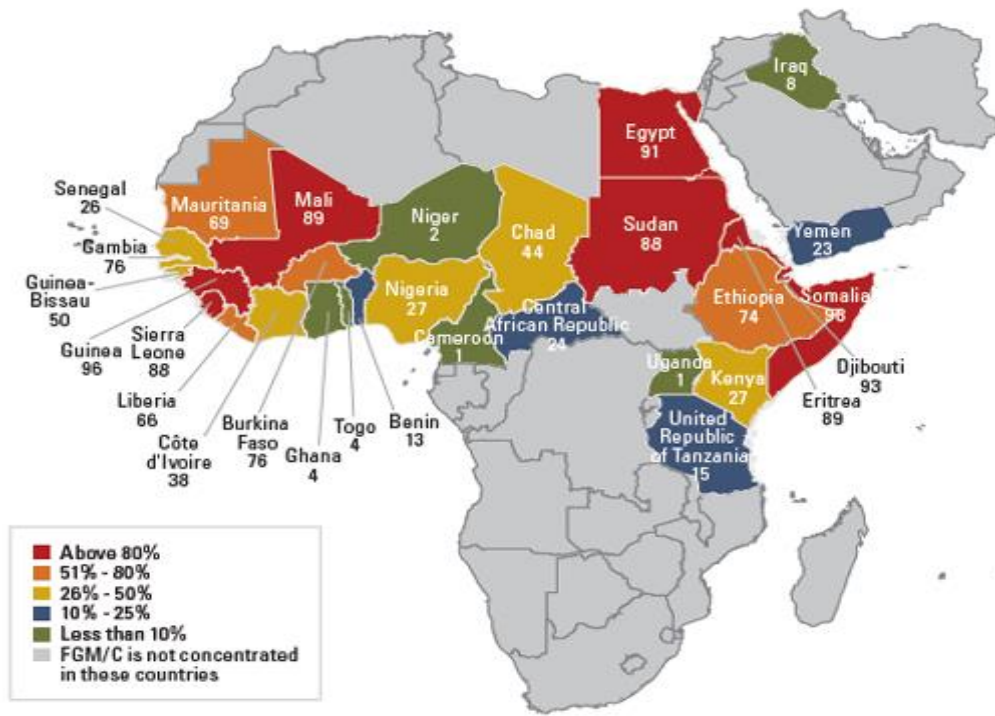 Iraq
8
Egypt
91
Senegal
26
Mauritania
69
Mali
89
Niger
2
Chad
44
Sudan
88
Yemen
23
Gambia
76
Guinea-
Bissau
50
Nigeria
27
Ethiopia
74
Somalia
98
Central
African Republic
24
Cameroon
1
Guinea
96
Sierra
Leone
88
Uganda
1
Kenya
27
Djibouti
93
Eritrea
89
Liberia
66
Côte
d'Ivoire
38
Burkina
Faso
76
Ghana
4
Togo
4
Benin
13
United
Republic
of Tanzania
15
Above 80%
51% - 80%
26% - 50%
10% - 25%
Less than 10%
FGM/C is not concentrated
in these countries